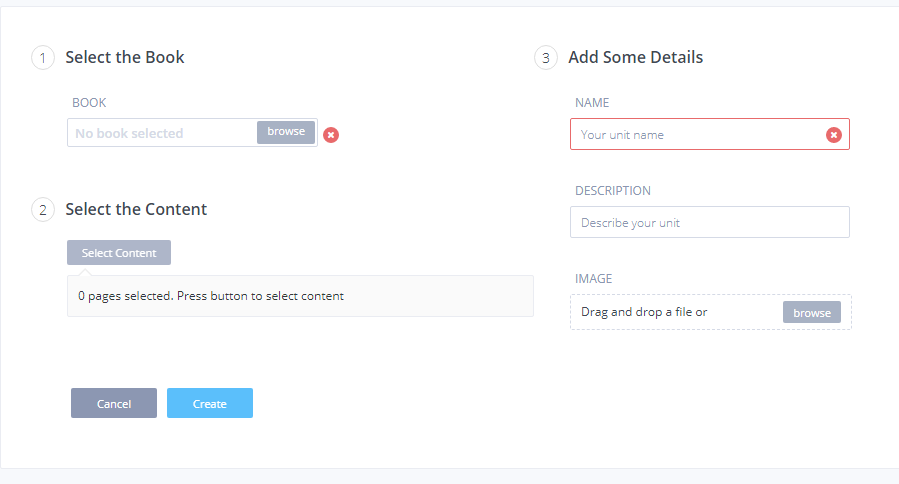 1 Select the Book
BOOK
No book selected browse
2 Select the Content
Select Content
0 pages selected. Press button to select content
Cancel Create
3 Add Some Details
NAME
Your unit name
DESCRIPTION
Describe your unit
IMAGE
Drag and drop a file or browse